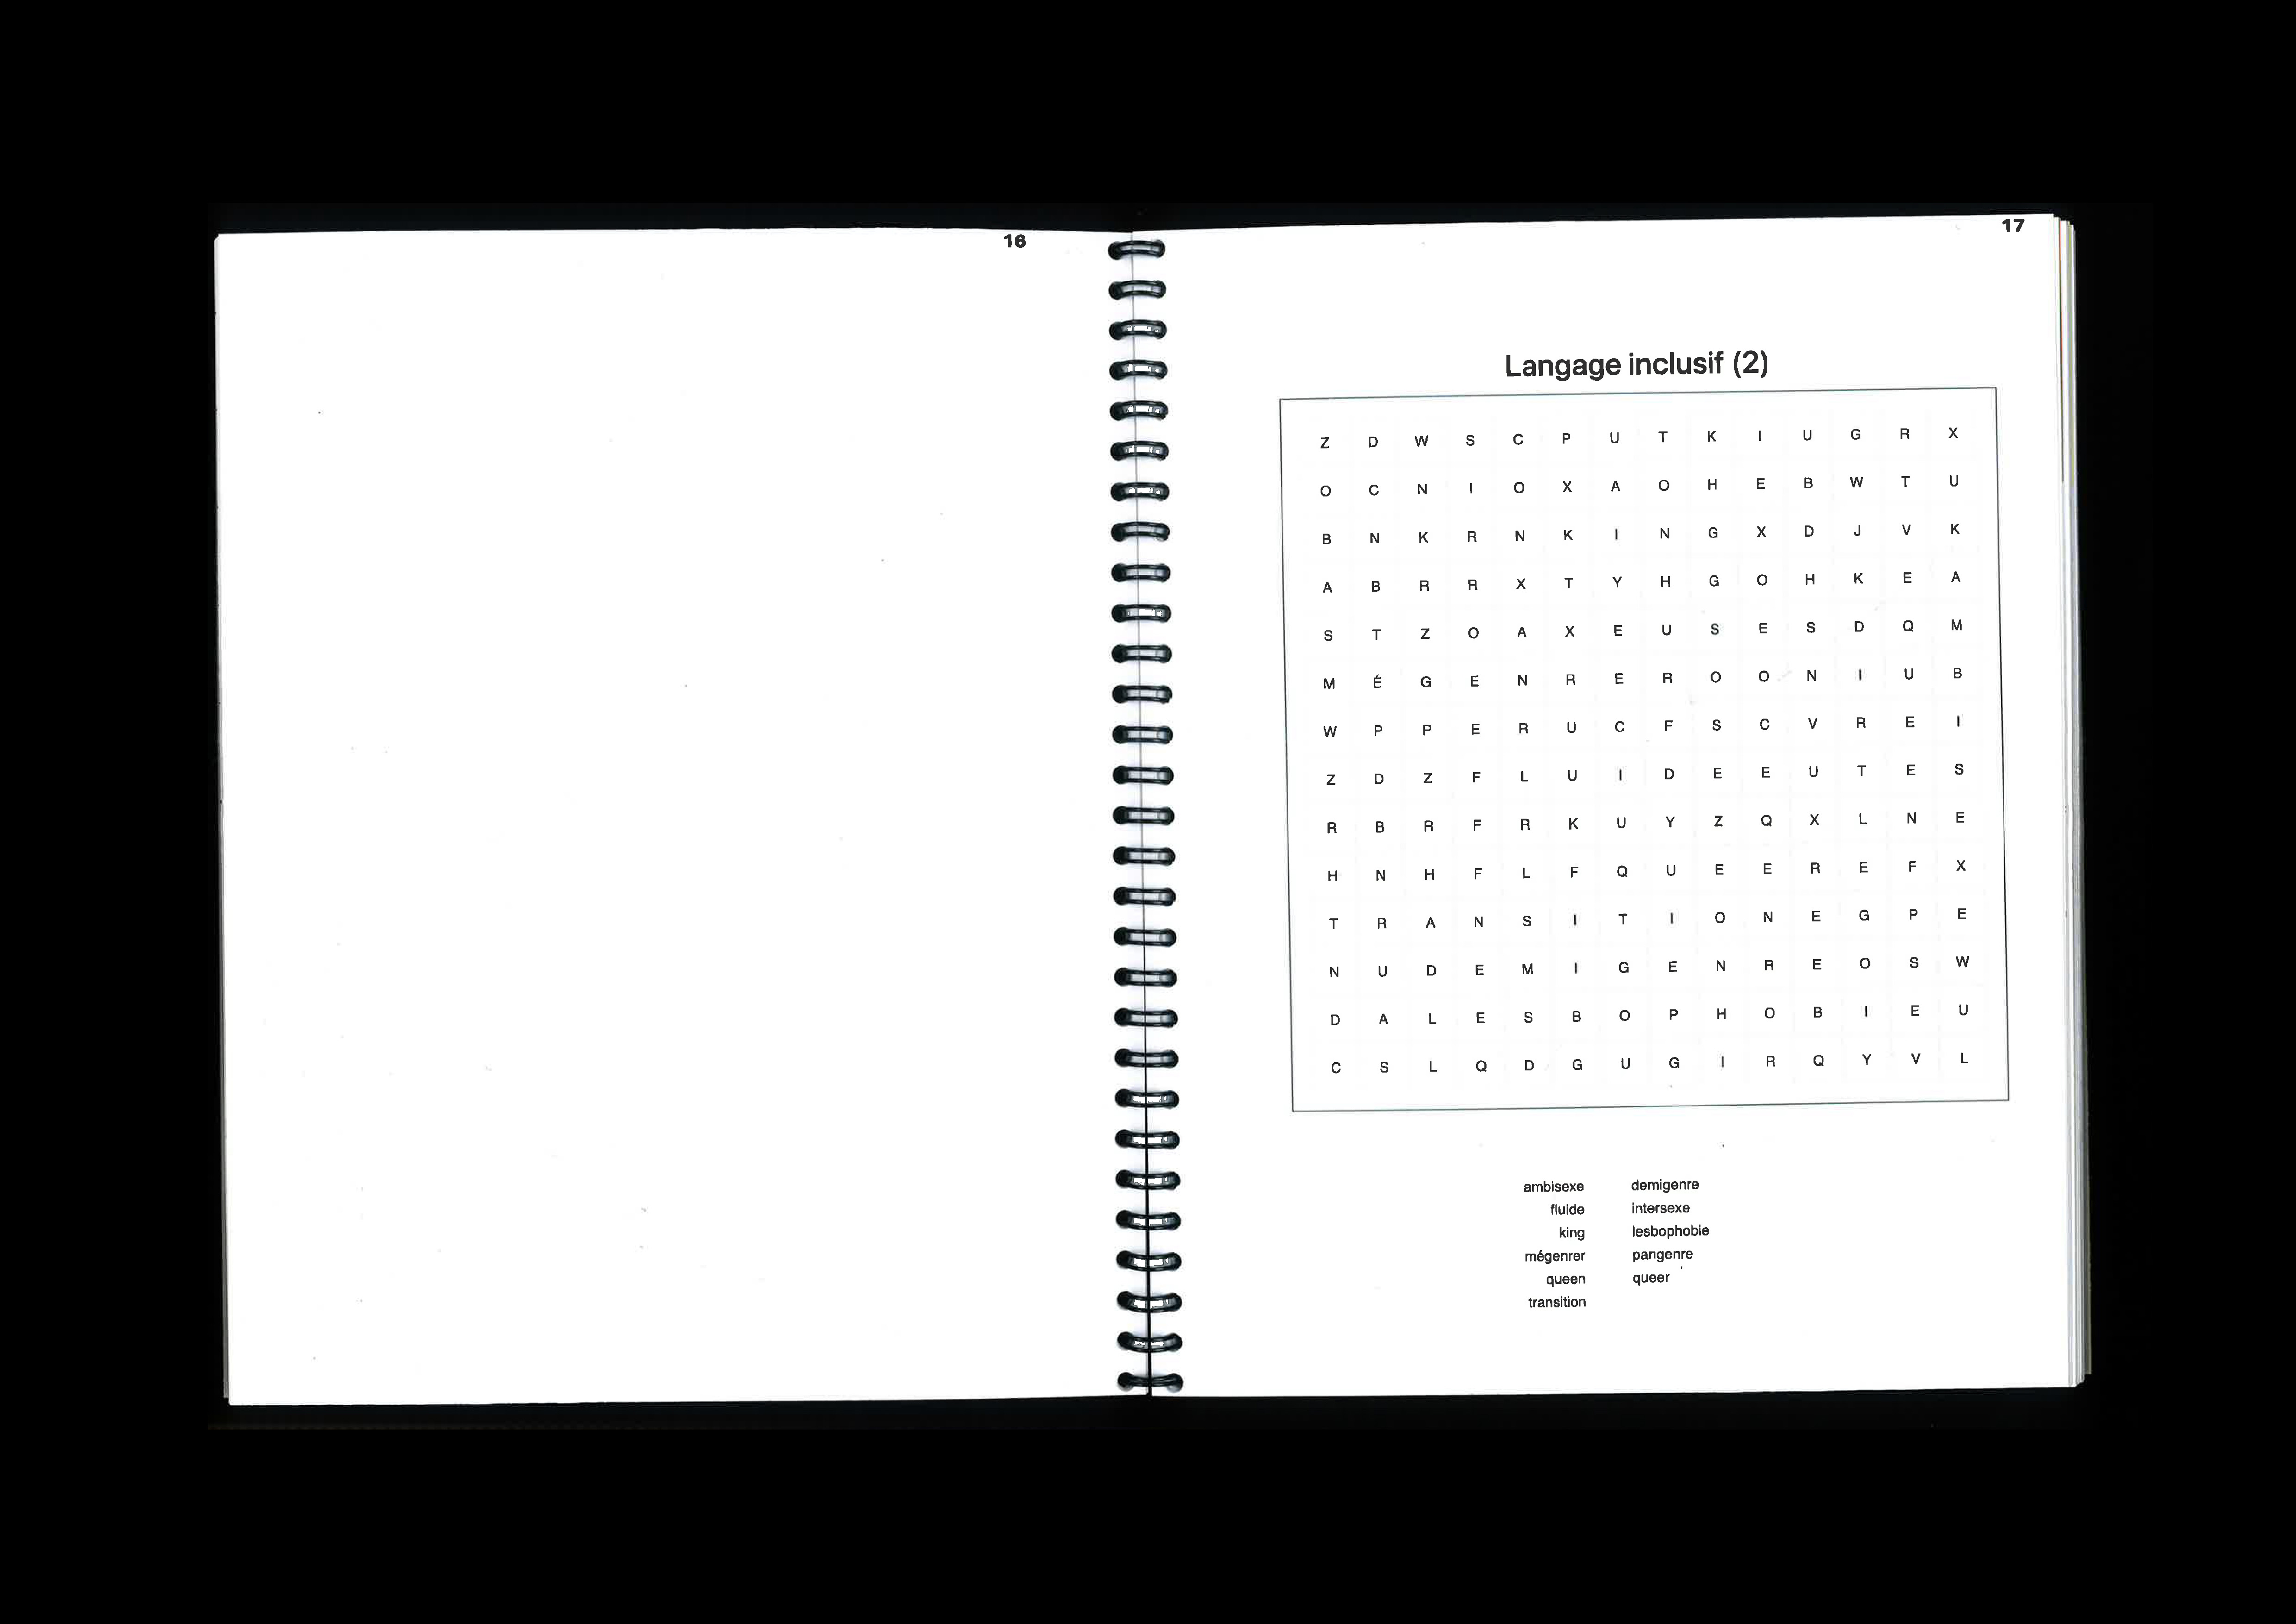 16
17
Langage inclusif (2)
Z D W S C P U T K I U G R X
O C N I O X A O H E B W T U
B N K R N K I N G X D J V K
A B R R X T Y H G O H K E A
S T Z O A X E U S E S D Q M
M É G E N R E R O O N I U B
W P P E R U C F S C V R E I
Z D Z F L U I D E E U T E S
R B R F R K U Y Z Q X L N E
H N H F L F Q U E E R E F X
T R A N S I T I O N E G P E
N U D E M I G E N R E O S W
D A L E S B O P H O B I E U
C S L Q D G U G I R Q Y V L
ambisexe demigenre
fluide intersexe
king lesbophobie
mégenrer pangenre
queen queer
transition